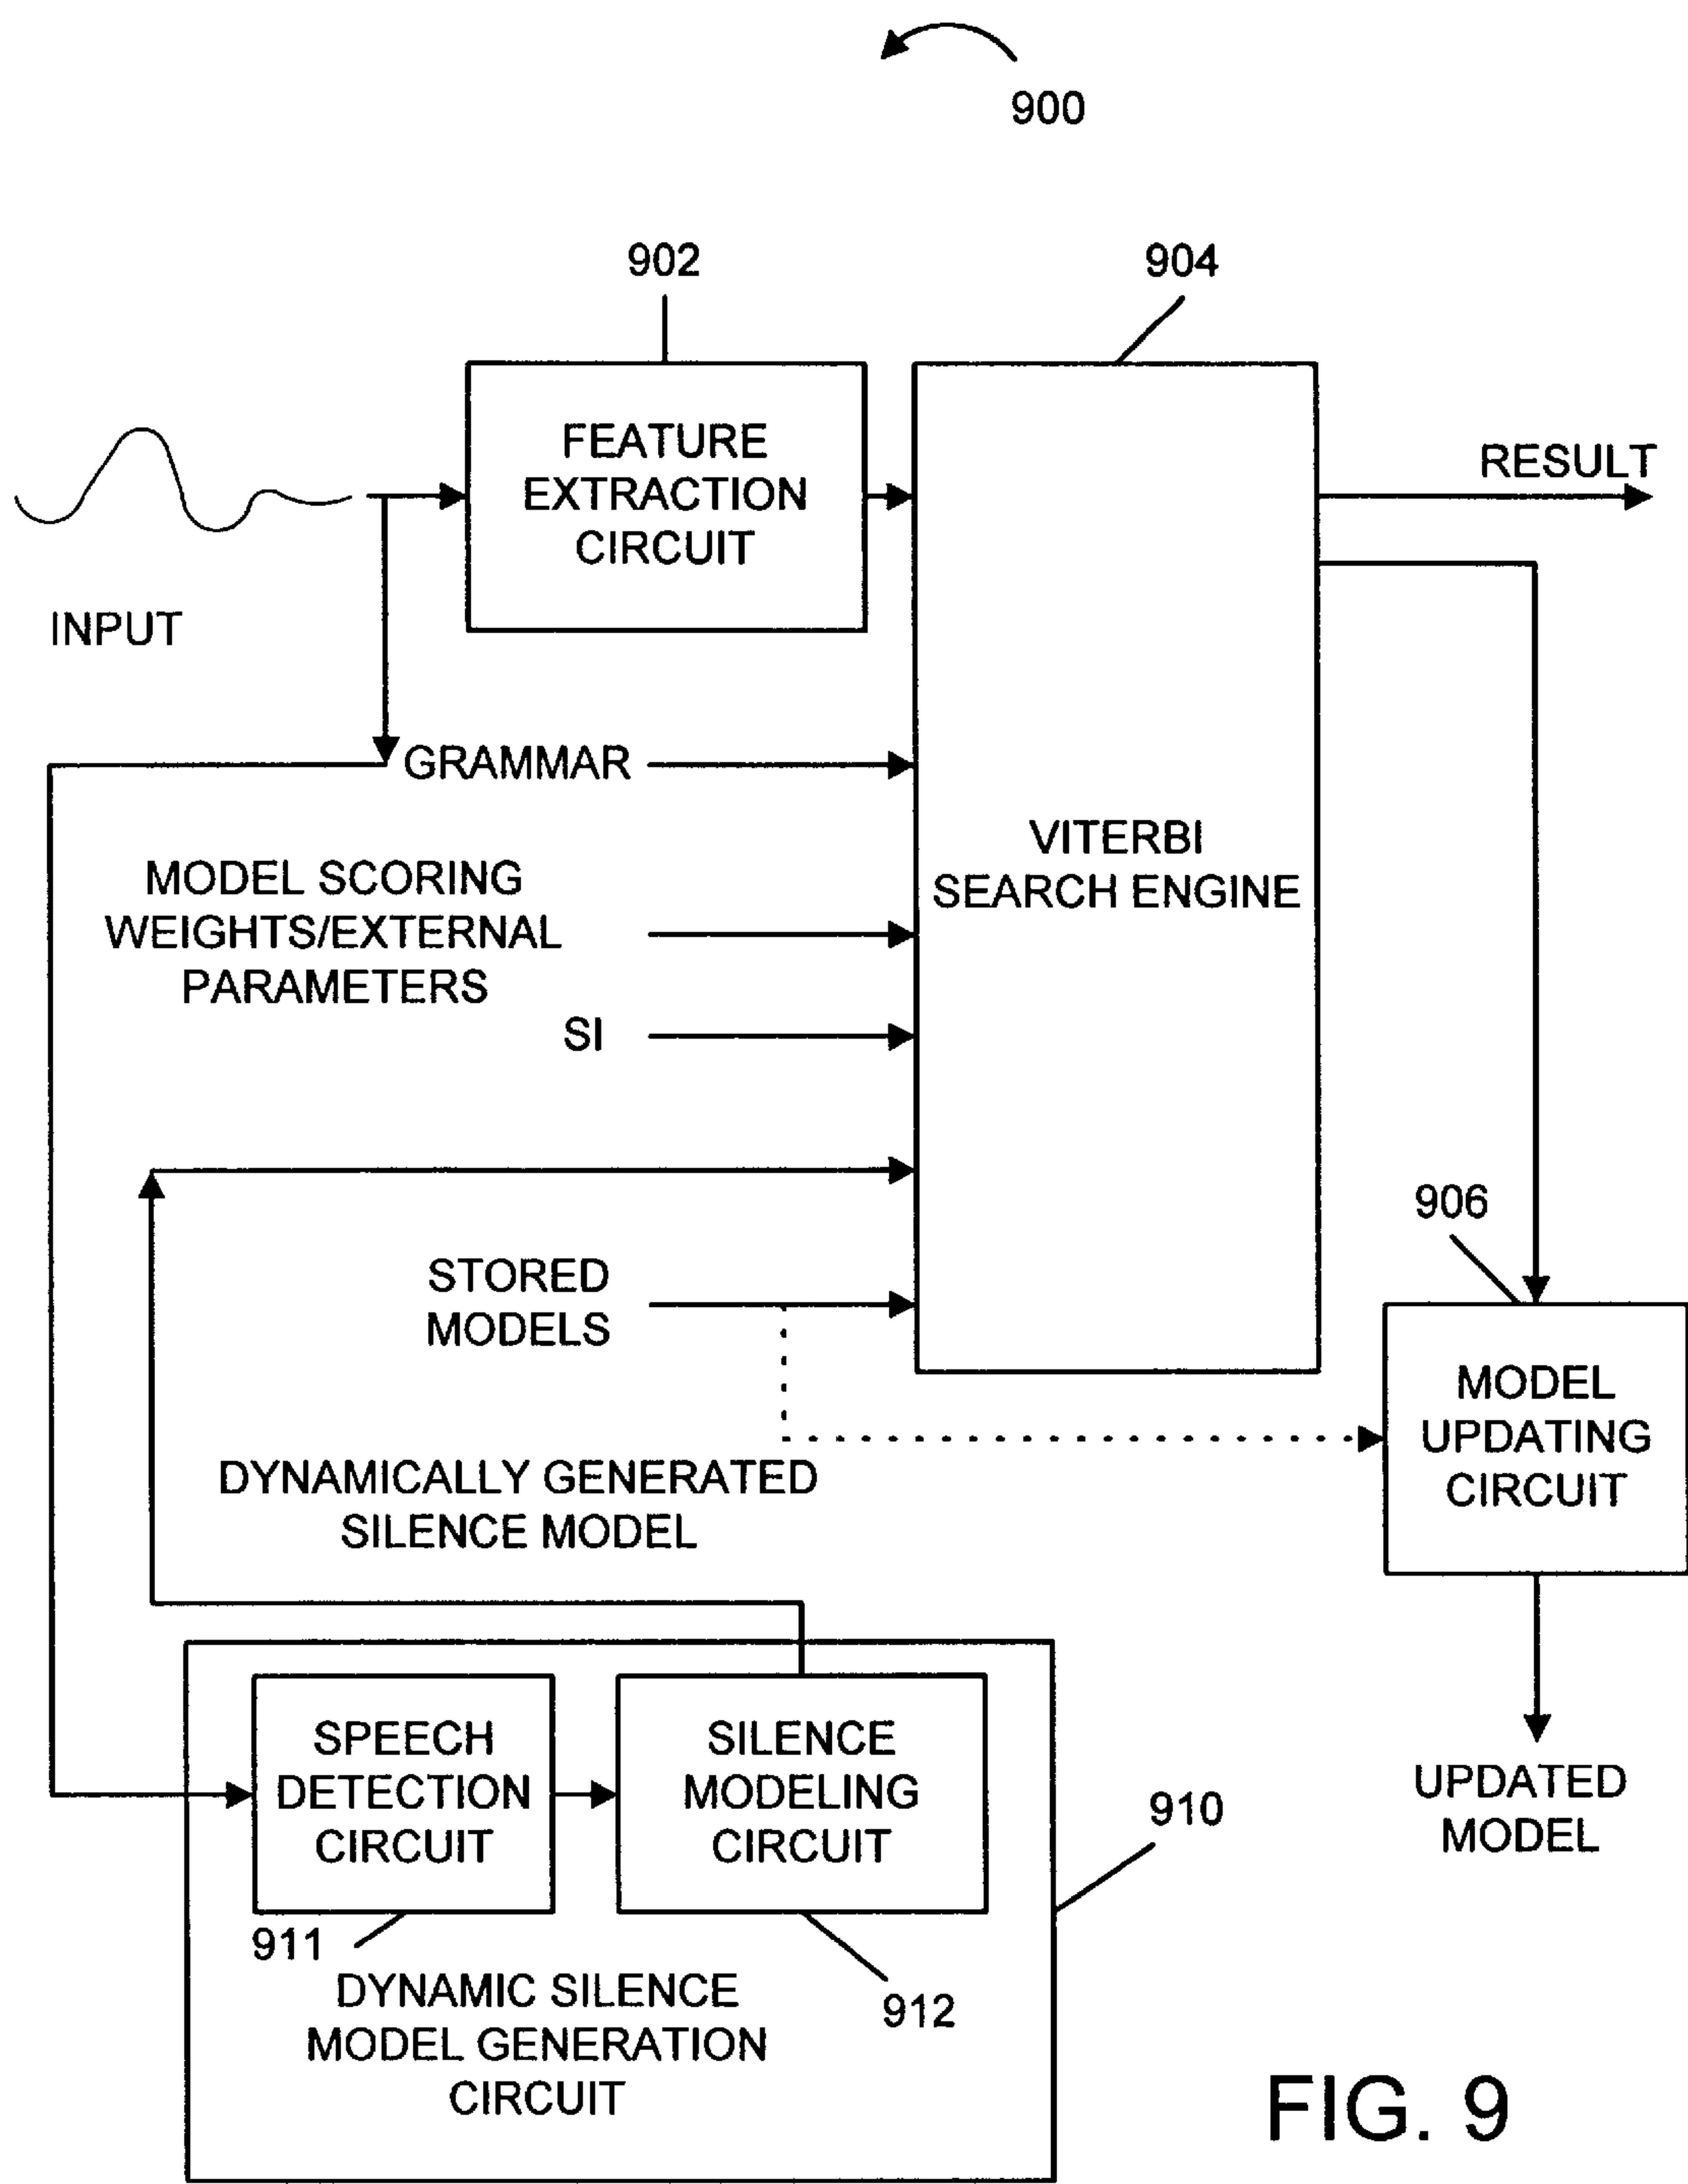 900
902
904
FEATURE
EXTRACTION
CIRCUIT
RESULT
INPUT
GRAMMAR
VITERBI
SEARCH ENGINE
MODEL SCORING
WEIGHTS/EXTERNAL
PARAMETERS
SI
906
STORED
MODELS
MODEL
UPDATING
CIRCUIT
DYNAMICALLY GENERATED
SILENCE MODEL
SPEECH
DETECTION
CIRCUIT
SILENCE
MODELING
CIRCUIT
910
UPDATED
MODEL
911
912
DYNAMIC SILENCE
MODEL GENERATION
CIRCUIT
FIG. 9